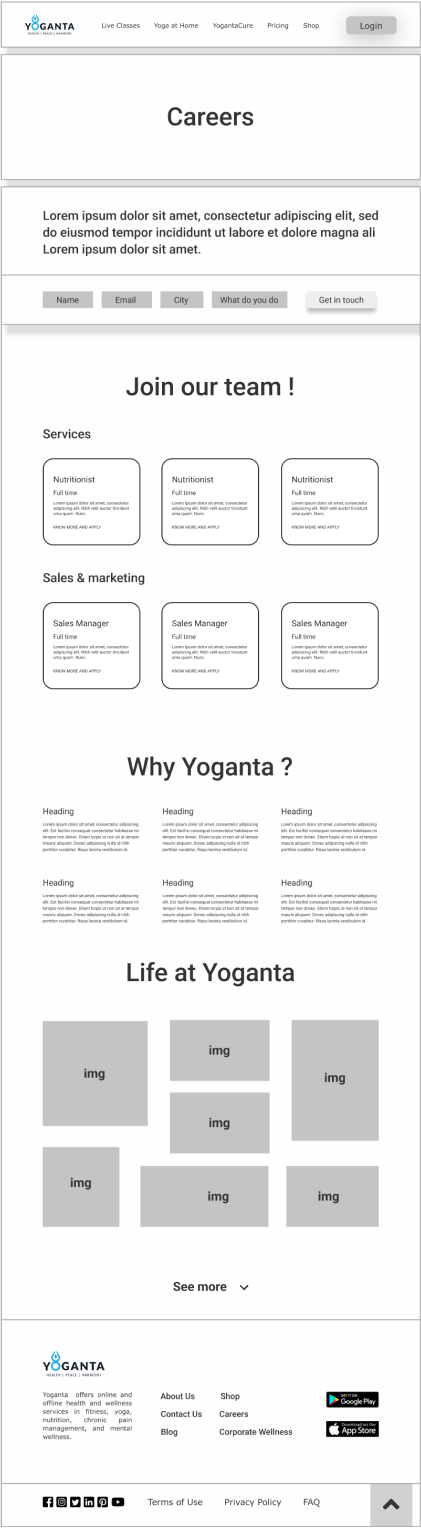 YOGANTA
HEALTH | PEACE | HARMONY
Live Classes
Yoga at Home
YogantaCure
Pricing
Shop
Login
Careers
Lorem ipsum dolor sit amet, consectetur adipiscing elit, sed
do eiusmod tempor incididunt ut labore et dolore magna ali
Lorem ipsum dolor sit amet.
Name
Email
City
What do you do
Get in touch
Join our team !
Services
Nutritionist
Full time
Lorem ipsum dolor sit amet, consectetur
adipiscing elit. Nibh velit auctor tincidunt
urna quam. Nunc.
KNOW MORE AND APPLY
Nutritionist
Full time
Lorem ipsum dolor sit amet, consectetur
adipiscing elit. Nibh velit auctor tincidunt
urna quam. Nunc.
KNOW MORE AND APPLY
Nutritionist
Full time
Lorem ipsum dolor sit amet, consectetur
adipiscing elit. Nibh velit auctor tincidunt
urna quam. Nunc.
KNOW MORE AND APPLY
Sales & marketing
Sales Manager
Full time
Lorem ipsum dolor sit amet, consectetur
adipiscing elit. Nibh velit auctor tincidunt
urna quam. Nunc.
KNOW MORE AND APPLY
Sales Manager
Full time
Lorem ipsum dolor sit amet, consectetur
adipiscing elit. Nibh velit auctor tincidunt
urna quam. Nunc.
KNOW MORE AND APPLY
Sales Manager
Full time
Lorem ipsum dolor sit amet, consectetur
adipiscing elit. Nibh velit auctor tincidunt
urna quam. Nunc.
KNOW MORE AND APPLY
Why Yoganta ?
Heading
Lorem ipsum dolor sit amet, consectetur adipiscing
elit. Est facilisi consequat consectetur habitasse mi
tempor non donec. Etiam turpis et non sit at tempor
mauris aliquam. Donec adipiscing nulla id nibh
porttitor curabitur. Risus lacinia vestibulum id.
Heading
Lorem ipsum dolor sit amet, consectetur adipiscing
elit. Est facilisi consequat consectetur habitasse mi
tempor non donec. Etiam turpis et non sit at tempor
mauris aliquam. Donec adipiscing nulla id nibh
porttitor curabitur. Risus lacinia vestibulum id.
Heading
Lorem ipsum dolor sit amet, consectetur adipiscing
elit. Est facilisi consequat consectetur habitasse mi
tempor non donec. Etiam turpis et non sit at tempor
mauris aliquam. Donec adipiscing nulla id nibh
porttitor curabitur. Risus lacinia vestibulum id.
Heading
Lorem ipsum dolor sit amet, consectetur adipiscing
elit. Est facilisi consequat consectetur habitasse mi
tempor non donec. Etiam turpis et non sit at tempor
mauris aliquam. Donec adipiscing nulla id nibh
porttitor curabitur. Risus lacinia vestibulum id.
Heading
Lorem ipsum dolor sit amet, consectetur adipiscing
elit. Est facilisi consequat consectetur habitasse mi
tempor non donec. Etiam turpis et non sit at tempor
mauris aliquam. Donec adipiscing nulla id nibh
porttitor curabitur. Risus lacinia vestibulum id.
Heading
Lorem ipsum dolor sit amet, consectetur adipiscing
elit. Est facilisi consequat consectetur habitasse mi
tempor non donec. Etiam turpis et non sit at tempor
mauris aliquam. Donec adipiscing nulla id nibh
porttitor curabitur. Risus lacinia vestibulum id.
Life at Yoganta
img
img
img
img
img
img
img
See more
YOGANTA
HEALTH | PEACE | HARMONY
Yoganta offers online and
offline health and wellness
services in fitness, yoga,
nutrition, chronic pain
management, and mental
wellness.
About Us
Contact Us
Blog
Shop
Careers
Corporate Wellness
GET IT ON
Google Play
Download on the
App Store
Terms of Use
Privacy Policy
FAQ